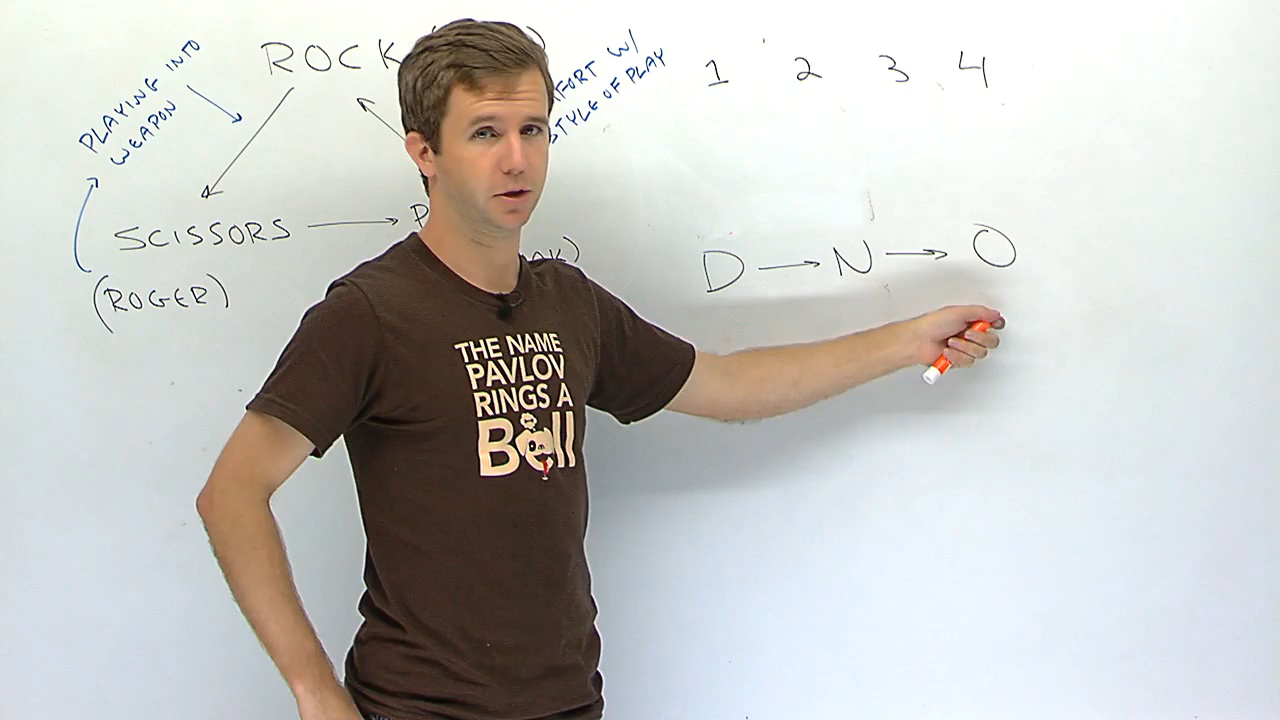 PLAYING INTO
WEAPON
ROCK
W/
STYLE OF PLAY
1 2 3 4
SCISSORS
(ROGER)
D → N → O
THE NAME
PAVLOV
RINGS A
Bell